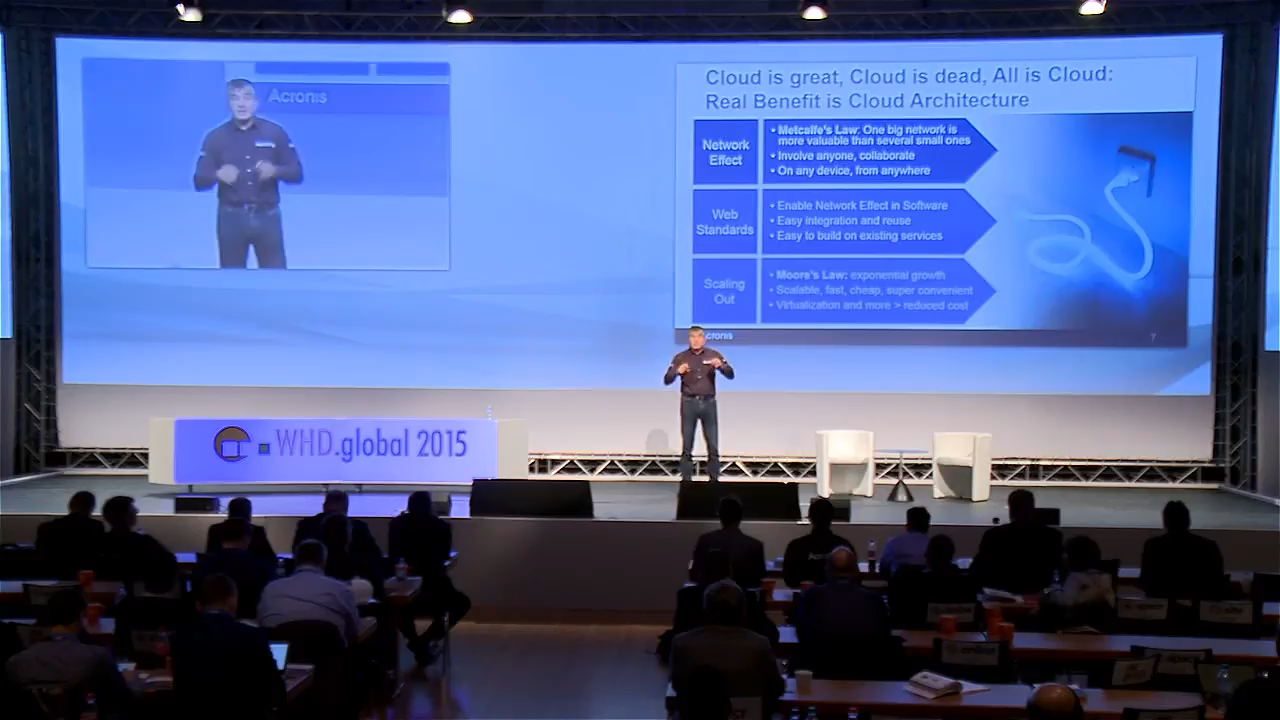 Acronis
Cloud is great, Cloud is dead, All is Cloud:
Real Benefit is Cloud Architecture
Network
Effect
• Metcalfe's Law: One big network is
more valuable than several small ones
• Involve anyone, collaborate
• On any device, from anywhere
Web
Standards
• Enable Network Effect in Software
• Easy integration and reuse
• Easy to build on existing services
Scaling
Out
• Moore's Law: exponential growth
• Scalable, fast, cheap, super convenient
• Virtualization and more > reduced cost
cronis
7
WHD.global 2015